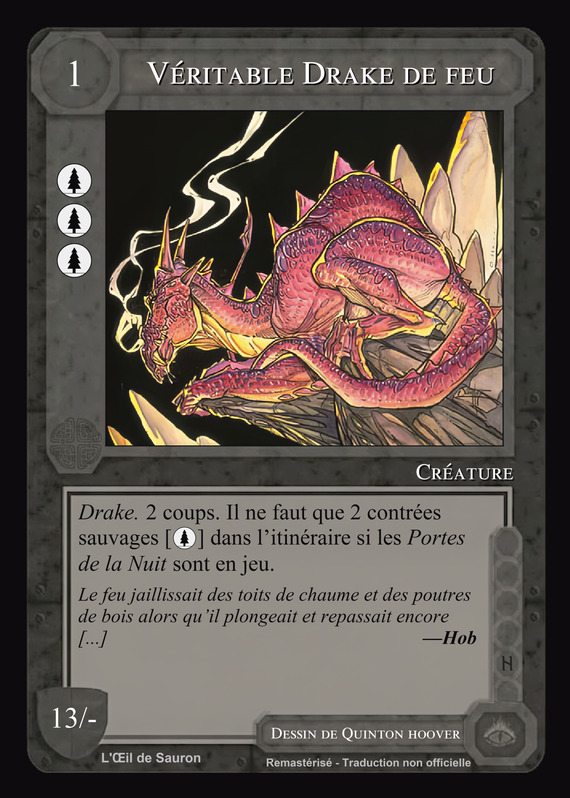 1
VÉRITABLE DRAKE DE FEU
CRÉATURE
Drake. 2 coups. Il ne faut que 2 contrées
sauvages [ ] dans l'itinéraire si les Portes
de la Nuit sont en jeu.
Le feu jaillissait des toits de chaume et des poutres
de bois alors qu'il plongeait et repassait encore
[...] —Hob
13/-
DESSIN DE QUINTON HOOVER
L'Œil de Sauron
Remastérisé - Traduction non officielle